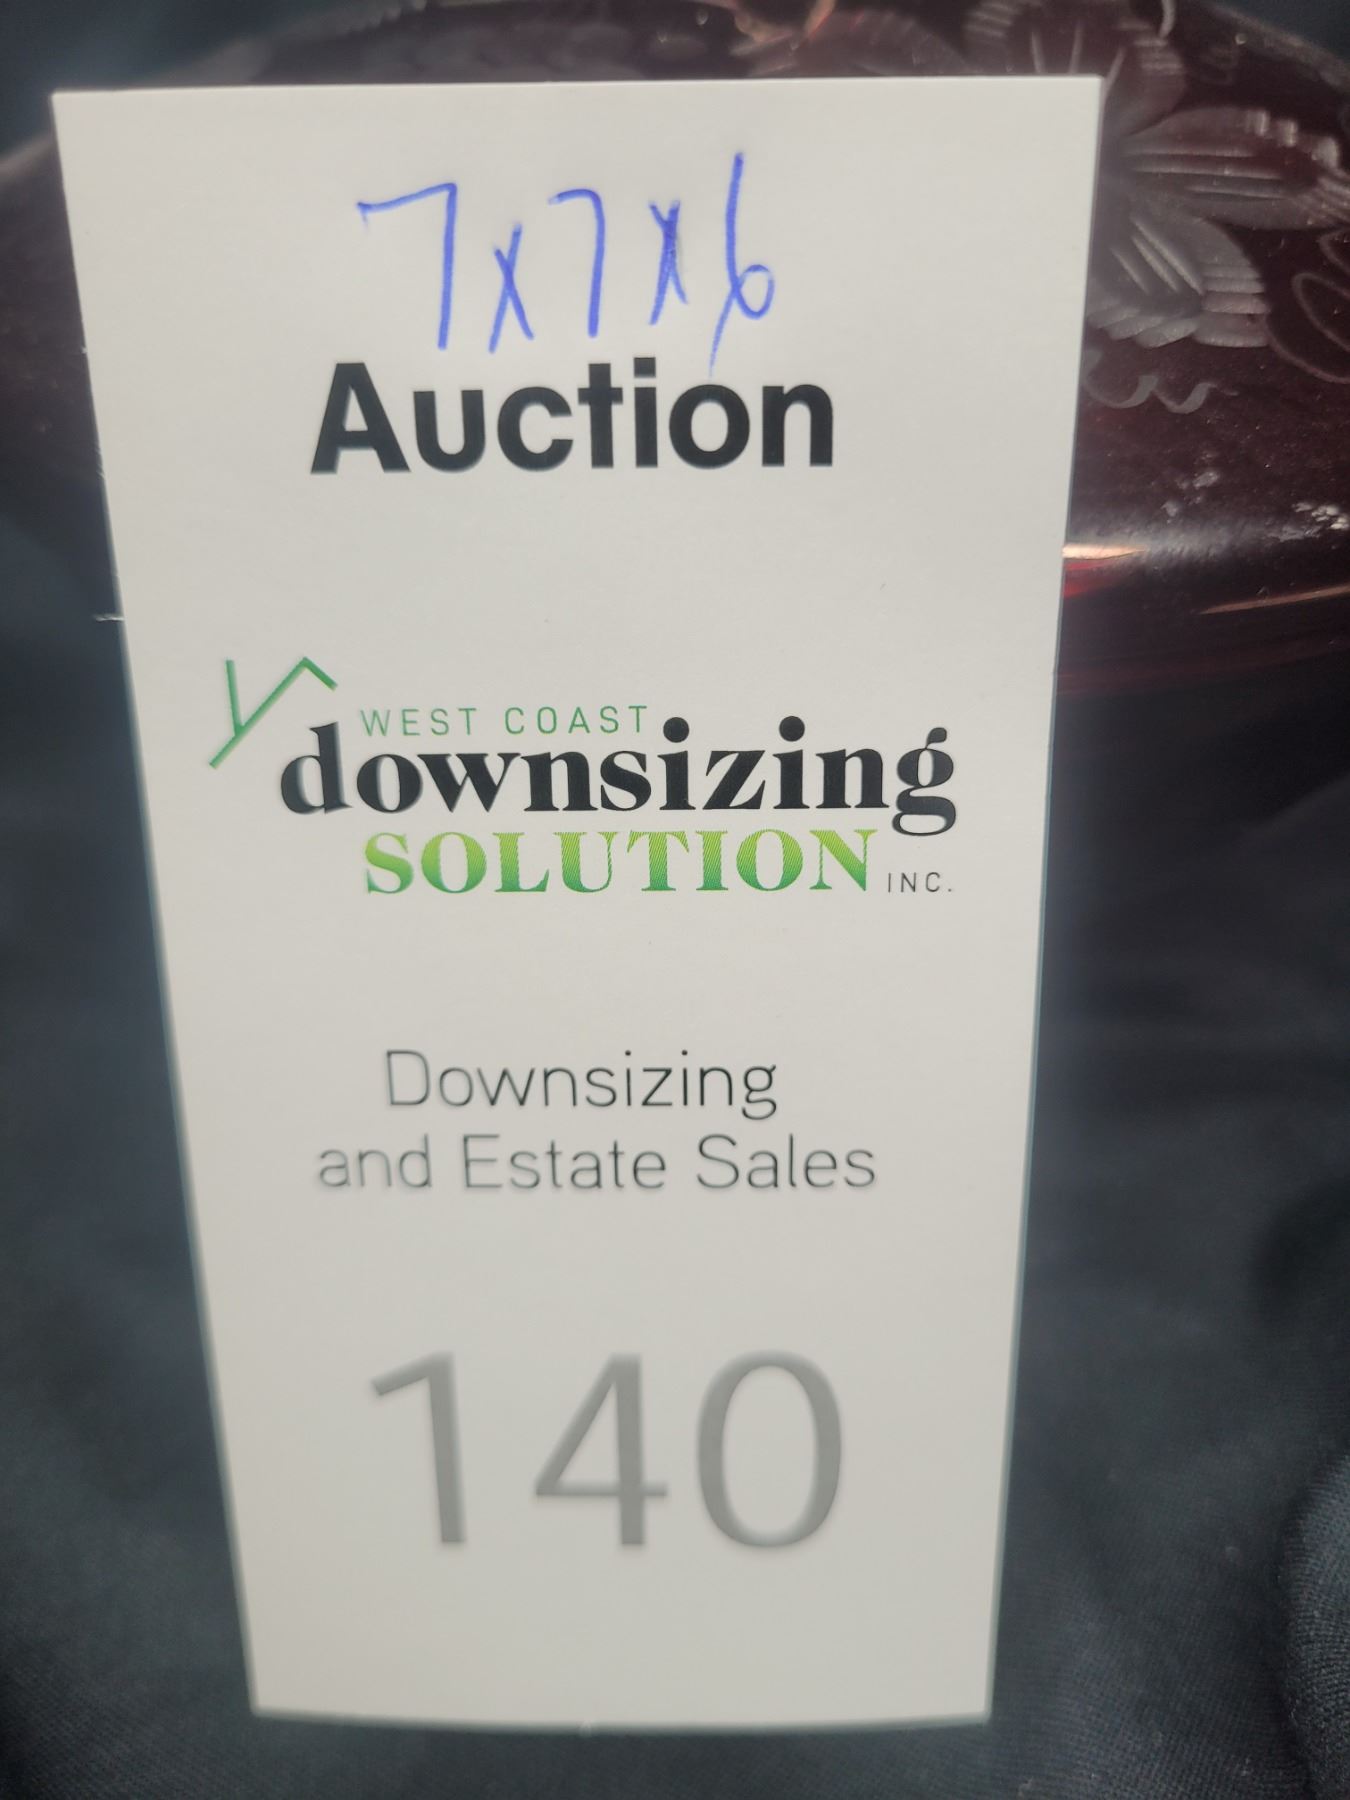 7x7x6
Auction
WEST COAST
downsizing
SOLUTION INC.
Downsizing
and Estate Sales
140